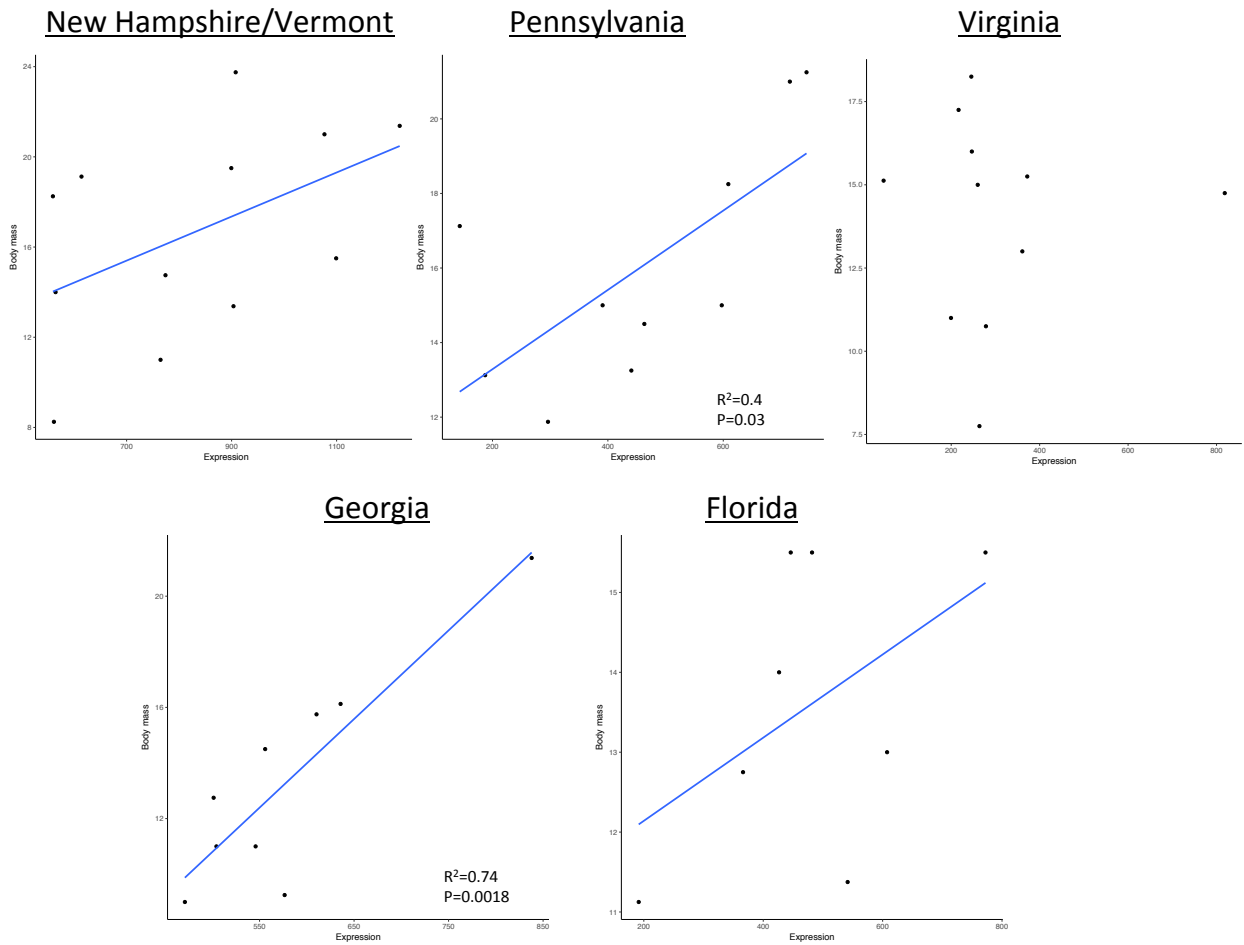 New Hampshire/Vermont
24
20
16
12
8
Body mass
700
900
1100
Expression
Pennsylvania
20
18
16
14
12
Body mass
R²=0.4
P=0.03
200
400
600
Expression
Virginia
17.5
15.0
12.5
10.0
7.5
Body mass
200
400
600
800
Expression
Georgia
20
16
12
Body mass
R²=0.74
P=0.0018
550
650
750
850
Expression
Florida
15
14
13
12
11
Body mass
200
400
600
800
Expression